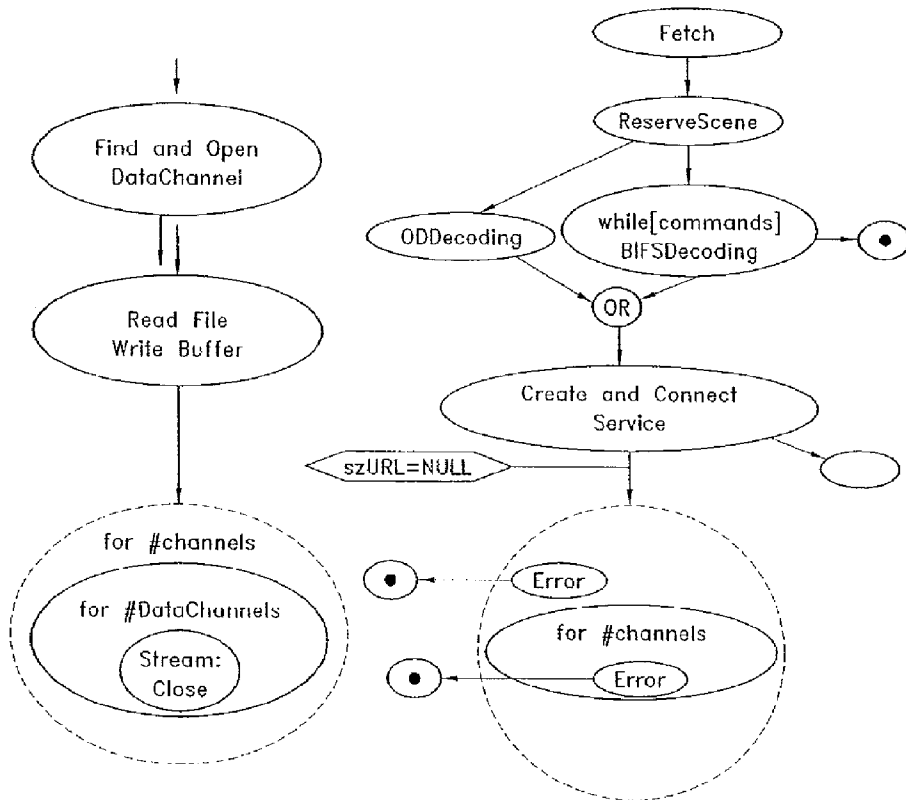 Find and Open
DataChannel
Read File
Write Buffer
for #channels
for #DataChannels
Stream:
Close
Fetch
ReserveScene
ODDecoding
while[commands]
BIFSDecoding
OR
Create and Connect
Service
szURL=NULL
Error
for #channels
Error